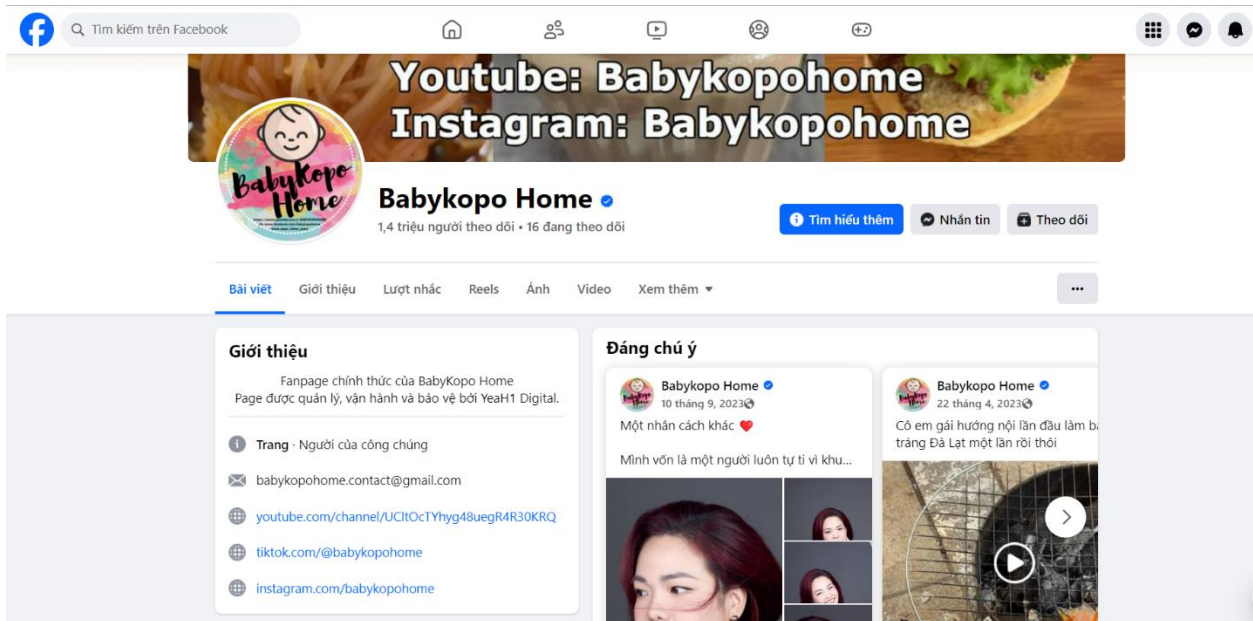 Tìm kiếm trên Facebook
Youtube: Babykopohome
Instagram: Babykopohome
BabyKopo
Home
Babykopo Home
1,4 triệu người theo dõi • 16 đang theo dõi
Tìm hiểu thêm
Nhắn tin
Theo dõi
Bài viết
Giới thiệu
Lượt nhắc
Reels
Ảnh
Video
Xem thêm
Giới thiệu
Fanpage chính thức của BabyKopo Home
Page được quản lý, vận hành và bảo vệ bởi YeaH1 Digital.
Trang · Người của công chúng
babykopohome.contact@gmail.com
youtube.com/channel/UCltOcTYhyg48uegR4R30KRQ
tiktok.com/@babykopohome
instagram.com/babykopohome
Đáng chú ý
Babykopo Home
10 tháng 9, 2023
Một nhân cách khác ❤️
Mình vốn là một người luôn tự ti vì khu...
Babykopo Home
22 tháng 4, 2023
Cô em gái hướng nội lần đầu làm bá
tráng Đà Lạt một lần rồi thôi